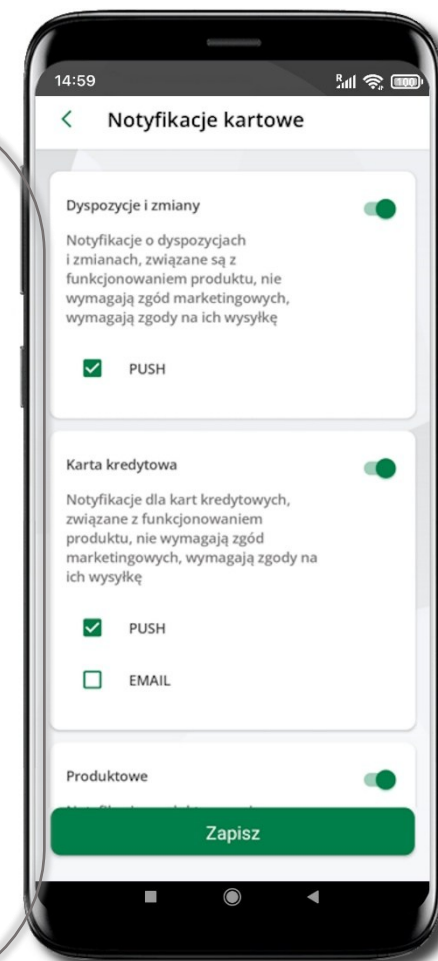 14:59
R
100
Notyfikacje kartowe
Dyspozycje i zmiany
Notyfikacje o dyspozycjach
i zmianach, związane są z
funkcjonowaniem produktu, nie
wymagają zgód marketingowych,
wymagają zgody na ich wysyłkę
PUSH
Karta kredytowa
Notyfikacje dla kart kredytowych,
związane z funkcjonowaniem
produktu, nie wymagają zgód
marketingowych, wymagają zgody na
ich wysyłkę
PUSH
EMAIL
Produktowe
Zapisz